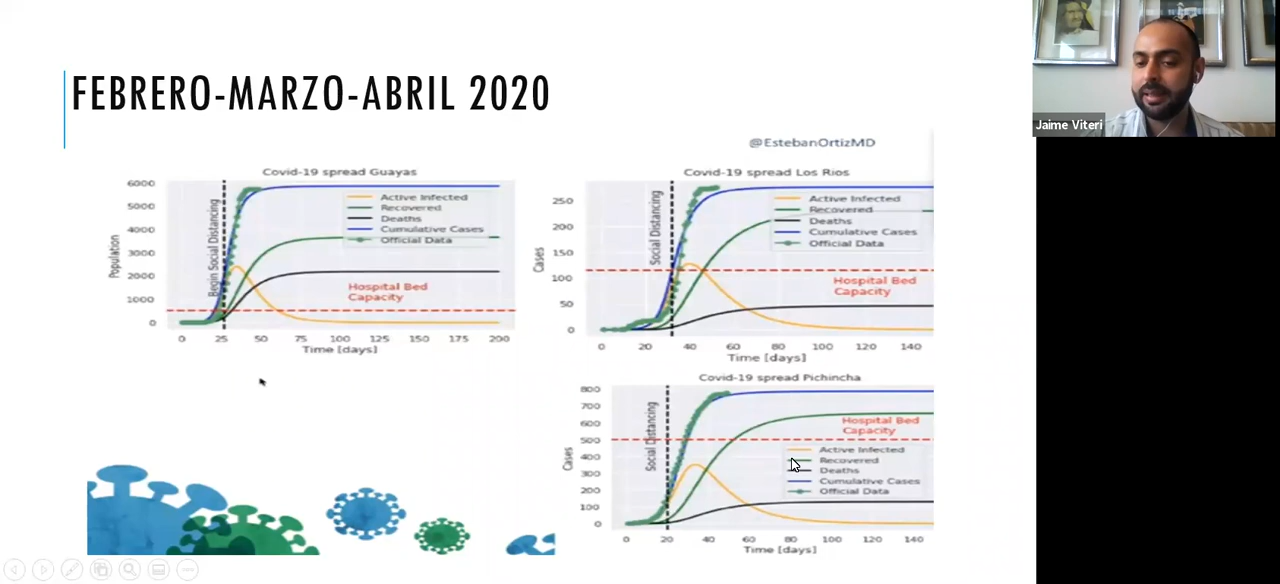 FEBRERO-MARZO-ABRIL 2020
Jaime Viteri
@EstebanOrtizMD
Covid-19 spread Guayas
Population
6000
5000
4000
3000
2000
1000
0
Begin Social Distancing
Active Infected
Recovered
Deaths
Cumulative Cases
Official Data
Hospital Bed
Capacity
0 25 50 75 100 125 150 175 200
Time [days]
Covid-19 spread Los Rios
Cases
250
200
150
100
50
0
Social Distancing
Active Infected
Recovered
Deaths
Cumulative Cases
Official Data
Hospital Bed
Capacity
0 20 40 60 80 100 120 140
Time [days]
Covid-19 spread Pichincha
Cases
800
700
600
500
400
300
200
100
0
Social Distancing
Hospital Bed
Capacity
Active Infected
Recovered
Deaths
Cumulative Cases
Official Data
0 20 40 60 80 100 120 140
Time [days]